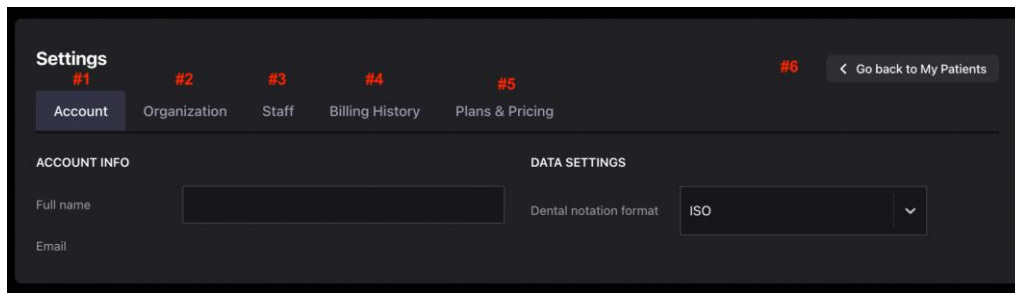 Settings
#1 #2 #3 #4 #5 #6 Go back to My Patients
Account Organization Staff Billing History Plans & Pricing
ACCOUNT INFO
Full name
Email
DATA SETTINGS
Dental notation format ISO